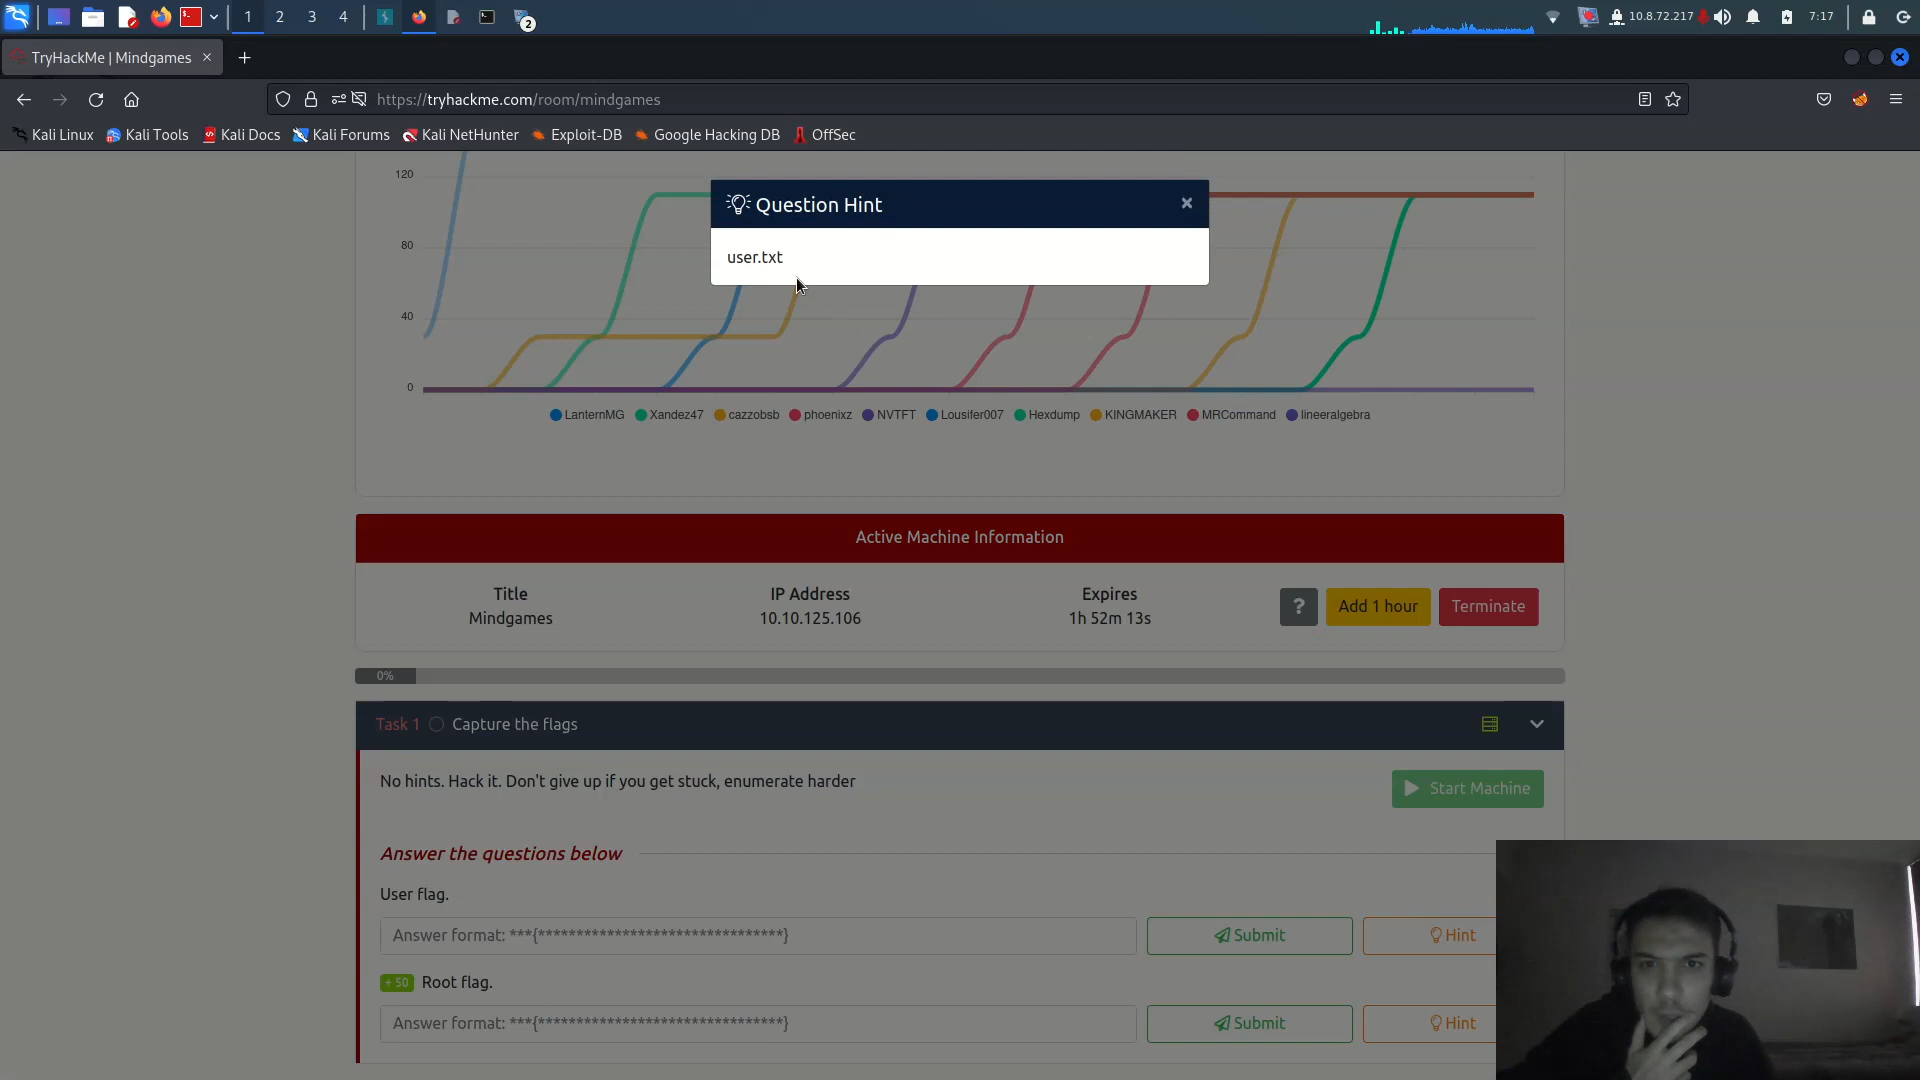 1
2
3
4
2
10.8.72.217
7:17
TryHackMe | Mindgames
https://tryhackme.com/room/mindgames
Kali Linux
Kali Tools
Kali Docs
Kali Forums
Kali NetHunter
Exploit-DB
Google Hacking DB
OffSec
120
80
40
0
Question Hint
×
user.txt
LanternMG
Xandez47
cazzobsb
phoenixz
NVTFT
Lousifer007
Hexdump
KINGMAKER
MRCommand
lineeralgebra
Active Machine Information
Title
IP Address
Expires
Mindgames
10.10.125.106
1h 52m 13s
?
Add 1 hour
Terminate
0%
Task 1
Capture the flags
No hints. Hack it. Don't give up if you get stuck, enumerate harder
Start Machine
Answer the questions below
User flag.
Answer format: ***{********************************}
Submit
Hint
+ 50
Root flag.
Answer format: ***{********************************}
Submit
Hint